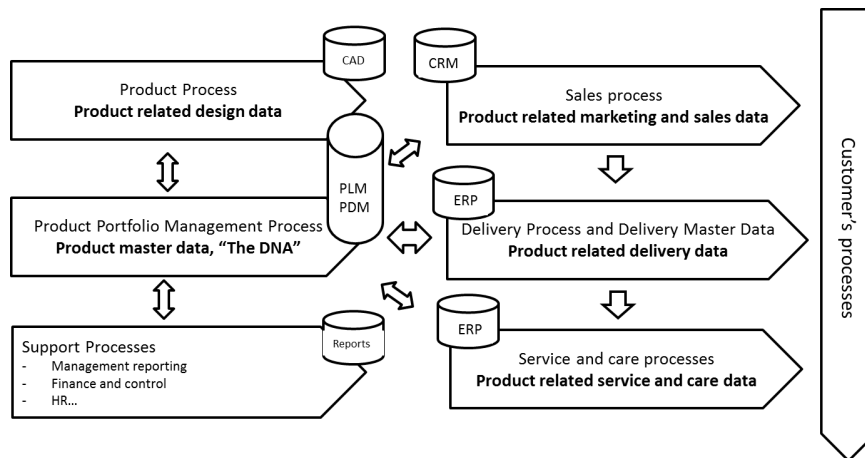 CAD
Product Process
Product related design data
CRM
Sales process
Product related marketing and sales data
PLM
PDM
Product Portfolio Management Process
Product master data, “The DNA”
ERP
Delivery Process and Delivery Master Data
Product related delivery data
Reports
Support Processes
- Management reporting
- Finance and control
- HR...
ERP
Service and care processes
Product related service and care data
Customer’s processes